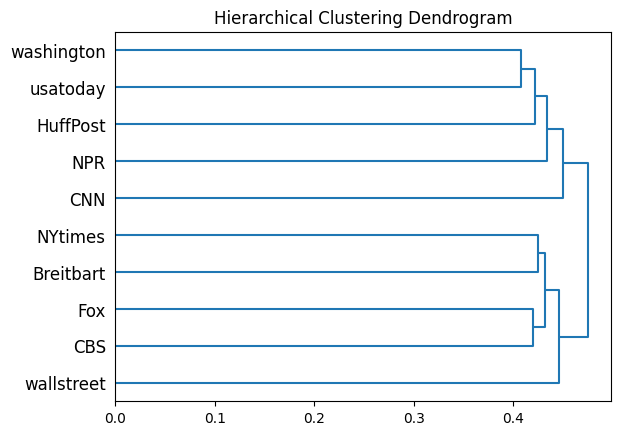 Hierarchical Clustering Dendrogram
washington
usatoday
HuffPost
NPR
CNN
NYtimes
Breitbart
Fox
CBS
wallstreet
0.0 0.1 0.2 0.3 0.4